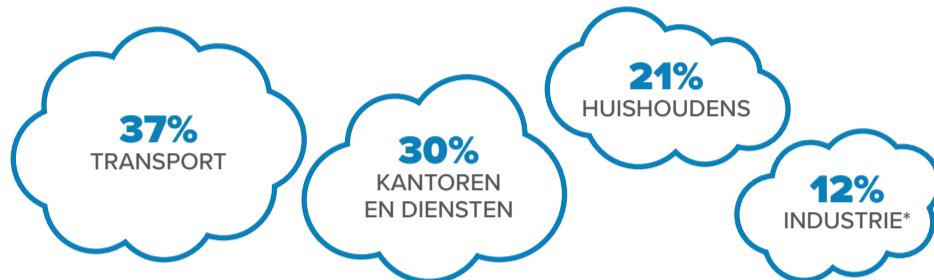 37%
TRANSPORT
30%
KANTOREN
EN DIENSTEN
21%
HUISHOUDENS
12%
INDUSTRIE*